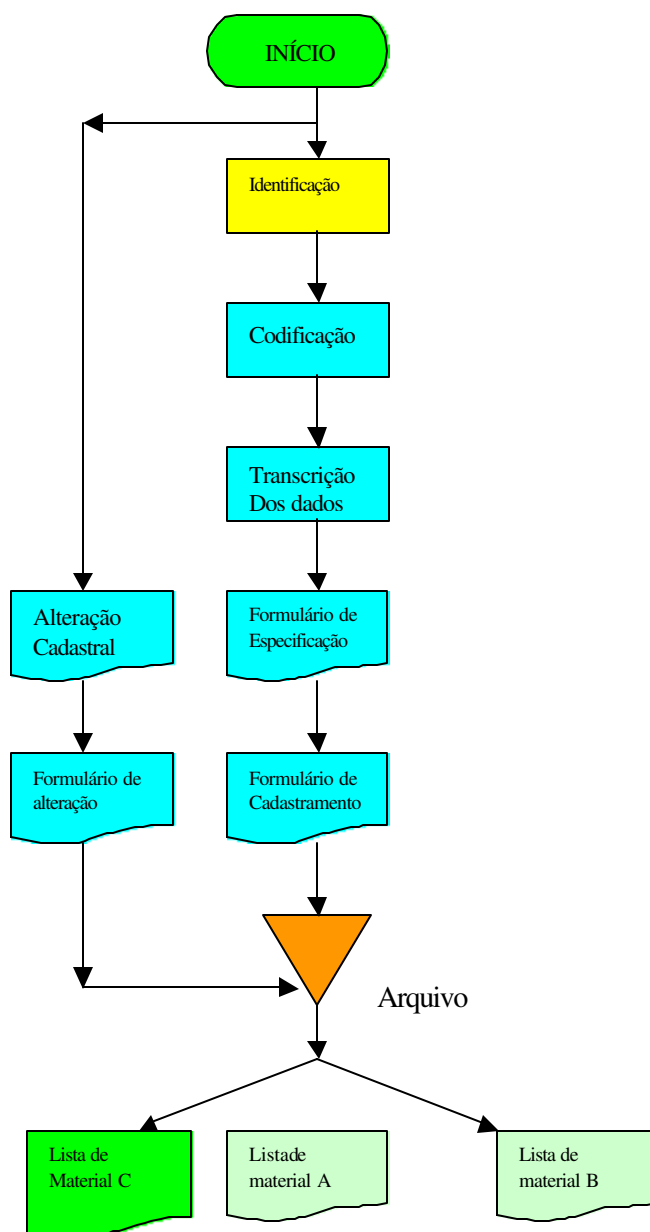 INÍCIO
Identificação
Codificação
Transcrição
Dos dados
Alteração
Cadastral
Formulário de
Especificação
Formulário de
alteração
Formulário de
Cadastramento
Arquivo
Lista de
Material C
Listade
material A
Lista de
material B